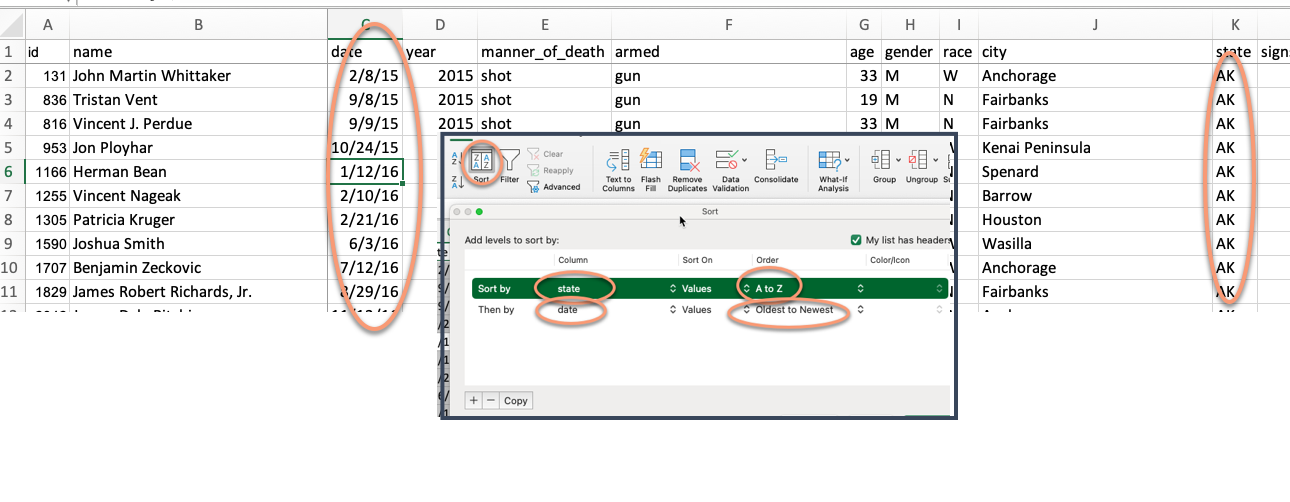 A B C D E F G H I J K
1 id name date year manner_of_death armed age gender race city state
2 131 John Martin Whittaker 2/8/15 2015 shot gun 33 M W Anchorage AK
3 836 Tristan Vent 9/8/15 2015 shot gun 19 M N Fairbanks AK
4 816 Vincent J. Perdue 9/9/15 2015 shot gun 33 M N Fairbanks AK
5 953 Jon Ployhar 10/24/15 Kenai Peninsula AK
6 1166 Herman Bean 1/12/16 Spenard AK
7 1255 Vincent Nageak 2/10/16 Barrow AK
8 1305 Patricia Kruger 2/21/16 Houston AK
9 1590 Joshua Smith 6/3/16 Wasilla AK
10 1707 Benjamin Zeckovic 7/12/16 Anchorage AK
11 1829 James Robert Richards, Jr. 8/29/16 Fairbanks AK
Sort Filter Clear
Reapply
Advanced
Text to Columns Flash Fill Remove Duplicates Data Validation Consolidate What-If Analysis Group Ungroup
Sort
Add levels to sort by: My list has headers
Column Sort On Order Color/Icon
Sort by state Values A to Z
Then by date Values Oldest to Newest
+ − Copy